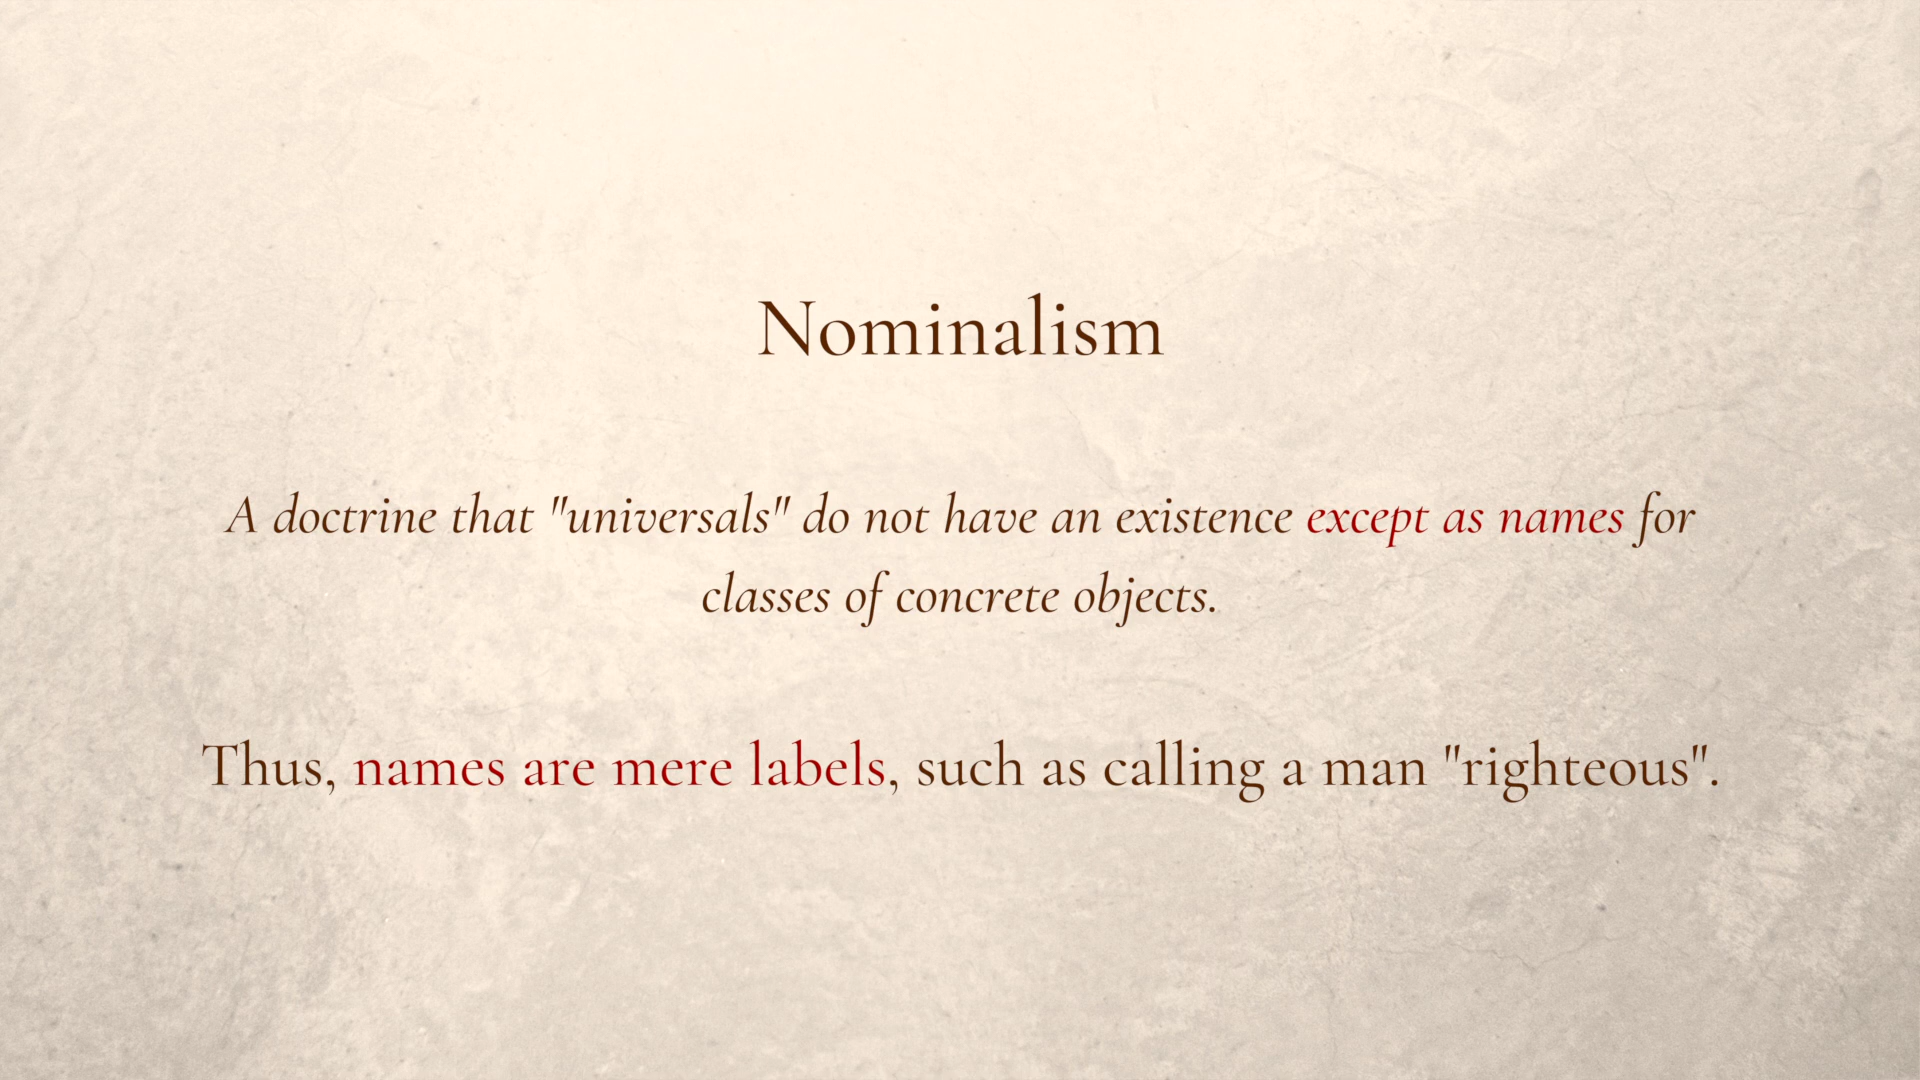 Nominalism
A doctrine that "universals" do not have an existence except as names for
classes of concrete objects.
Thus, names are mere labels, such as calling a man "righteous".